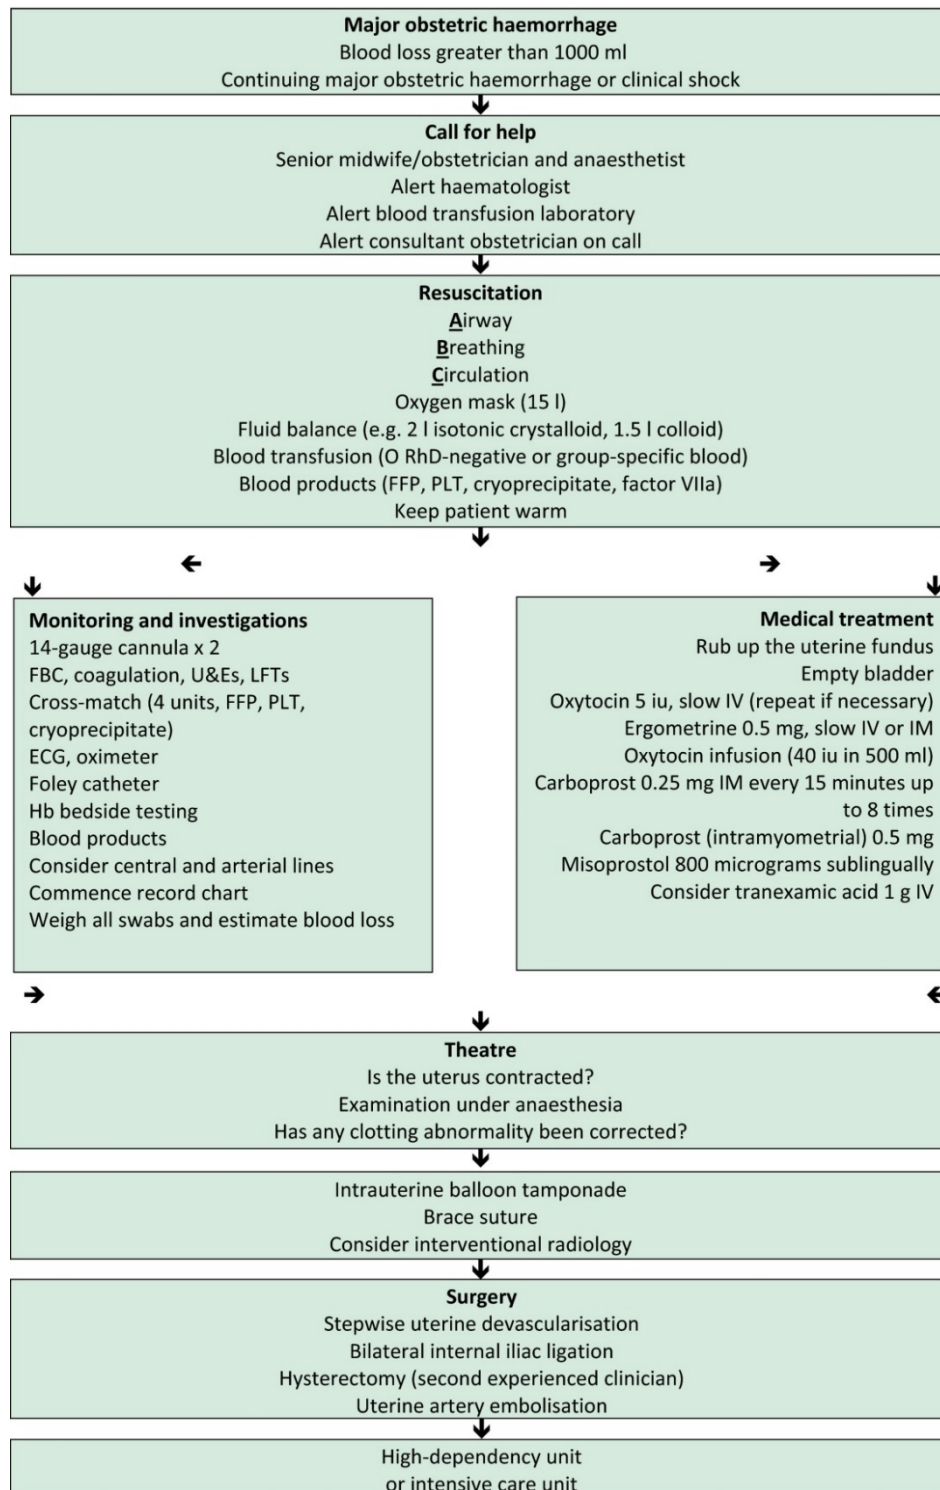 Major obstetric haemorrhage
Blood loss greater than 1000 ml
Continuing major obstetric haemorrhage or clinical shock
Call for help
Senior midwife/obstetrician and anaesthetist
Alert haematologist
Alert blood transfusion laboratory
Alert consultant obstetrician on call
Resuscitation
Airway
Breathing
Circulation
Oxygen mask (15 l)
Fluid balance (e.g. 2 l isotonic crystalloid, 1.5 l colloid)
Blood transfusion (O RhD-negative or group-specific blood)
Blood products (FFP, PLT, cryoprecipitate, factor VIIa)
Keep patient warm
Monitoring and investigations
14-gauge cannula x 2
FBC, coagulation, U&Es, LFTs
Cross-match (4 units, FFP, PLT,
cryoprecipitate)
ECG, oximeter
Foley catheter
Hb bedside testing
Blood products
Consider central and arterial lines
Commence record chart
Weigh all swabs and estimate blood loss
Medical treatment
Rub up the uterine fundus
Empty bladder
Oxytocin 5 iu, slow IV (repeat if necessary)
Ergometrine 0.5 mg, slow IV or IM
Oxytocin infusion (40 iu in 500 ml)
Carboprost 0.25 mg IM every 15 minutes up
to 8 times
Carboprost (intramyometrial) 0.5 mg
Misoprostol 800 micrograms sublingually
Consider tranexamic acid 1 g IV
Theatre
Is the uterus contracted?
Examination under anaesthesia
Has any clotting abnormality been corrected?
Intrauterine balloon tamponade
Brace suture
Consider interventional radiology
Surgery
Stepwise uterine devascularisation
Bilateral internal iliac ligation
Hysterectomy (second experienced clinician)
Uterine artery embolisation
High-dependency unit
or intensive care unit